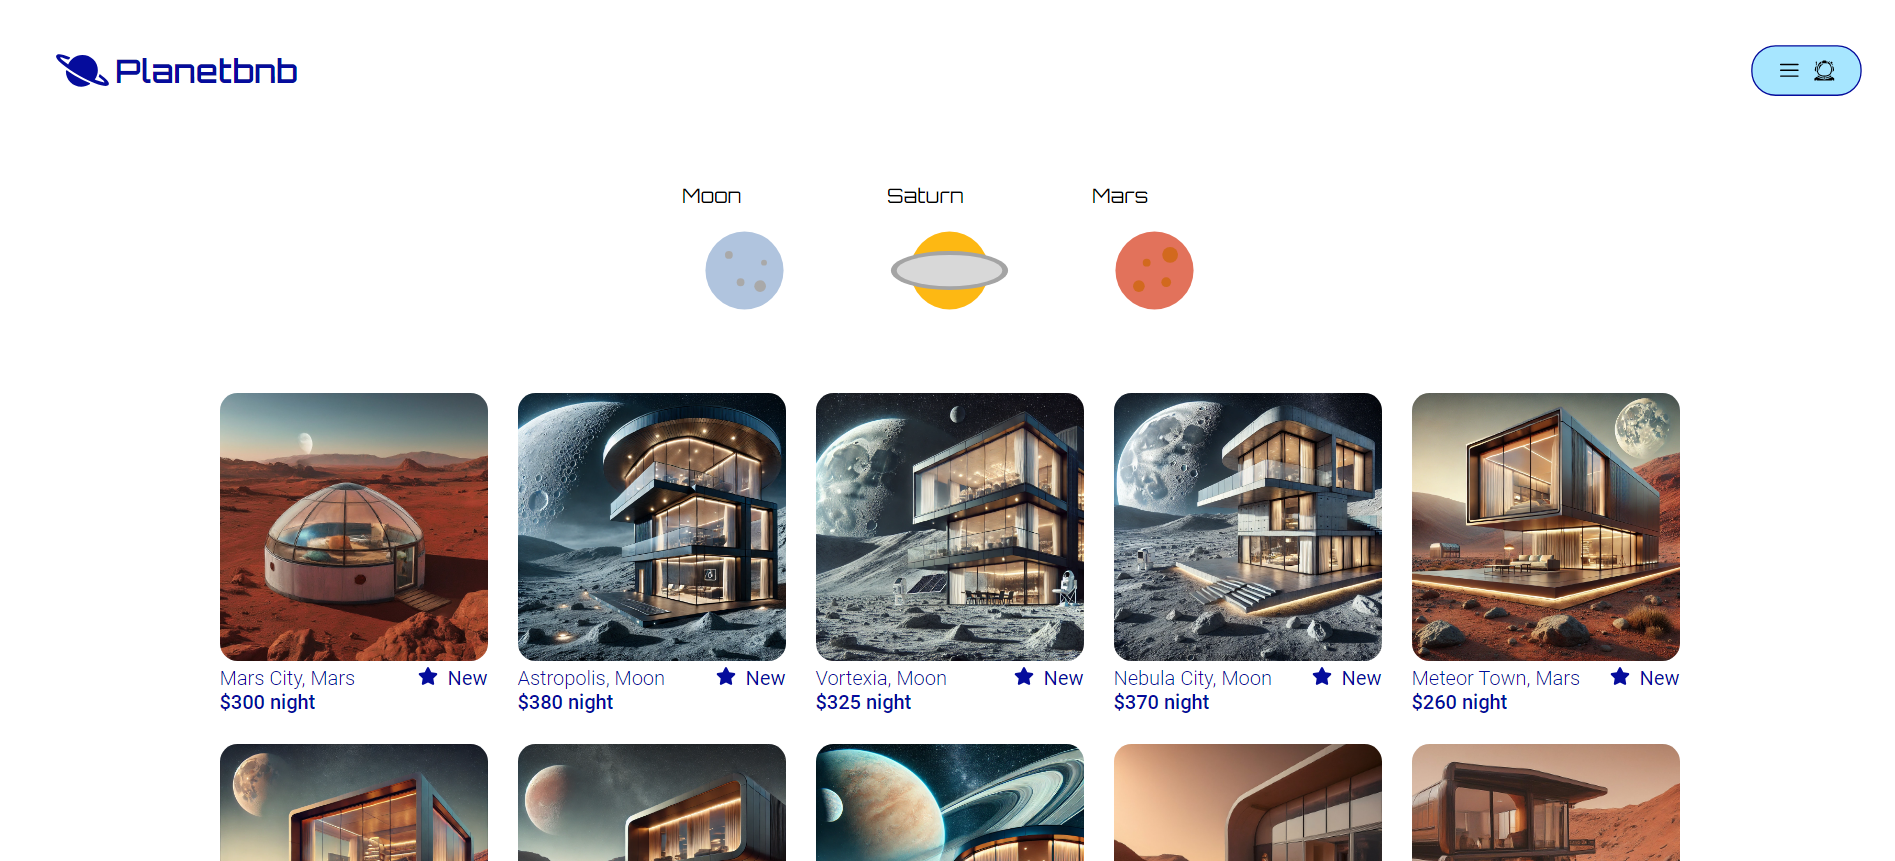 Planetbnb
Moon
Saturn
Mars
Mars City, Mars
New
$300 night
Astropolis, Moon
New
$380 night
Vortexia, Moon
New
$325 night
Nebula City, Moon
New
$370 night
Meteor Town, Mars
New
$260 night